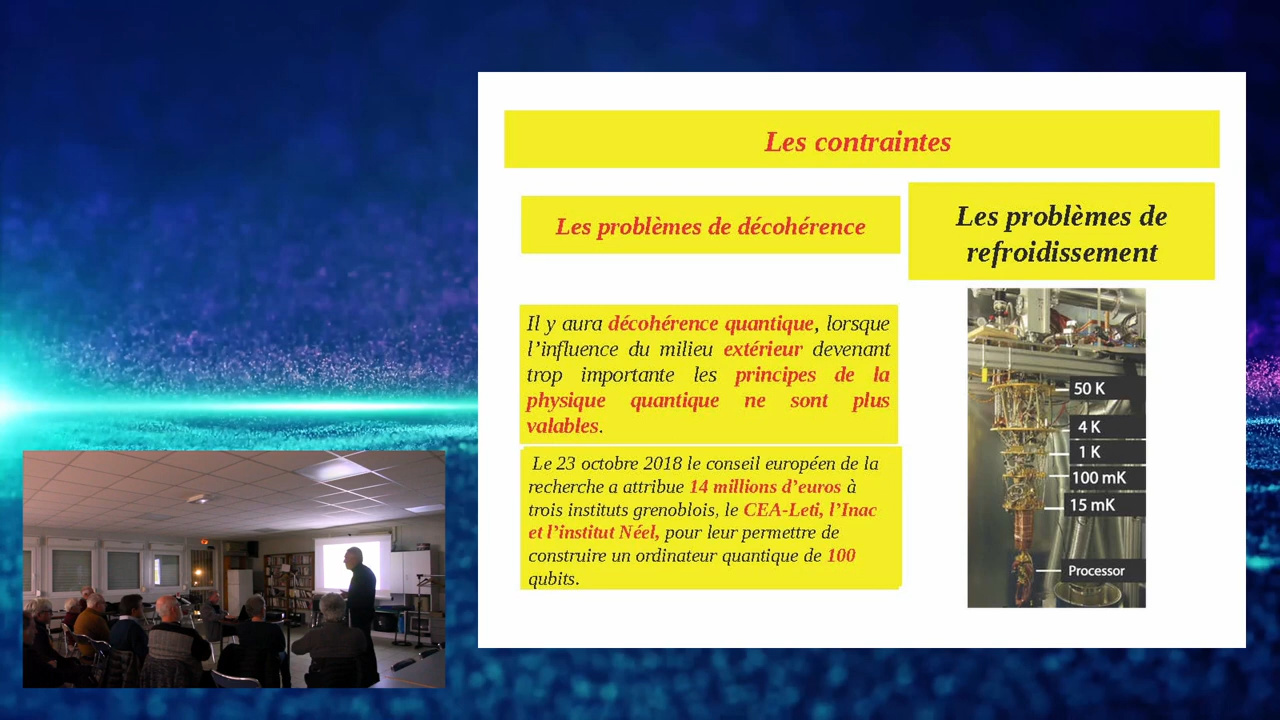 Les contraintes
Les problèmes de décohérence
Les problèmes de
refroidissement
Il y aura décohérence quantique, lorsque
l’influence du milieu extérieur devenant
trop importante les principes de la
physique quantique ne sont plus
valables.
Le 23 octobre 2018 le conseil européen de la
recherche a attribue 14 millions d’euros à
trois instituts grenoblois, le CEA-Leti, l’Inac
et l’institut Néel, pour leur permettre de
construire un ordinateur quantique de 100
qubits.
50 K
4 K
1 K
100 mK
15 mK
Processor